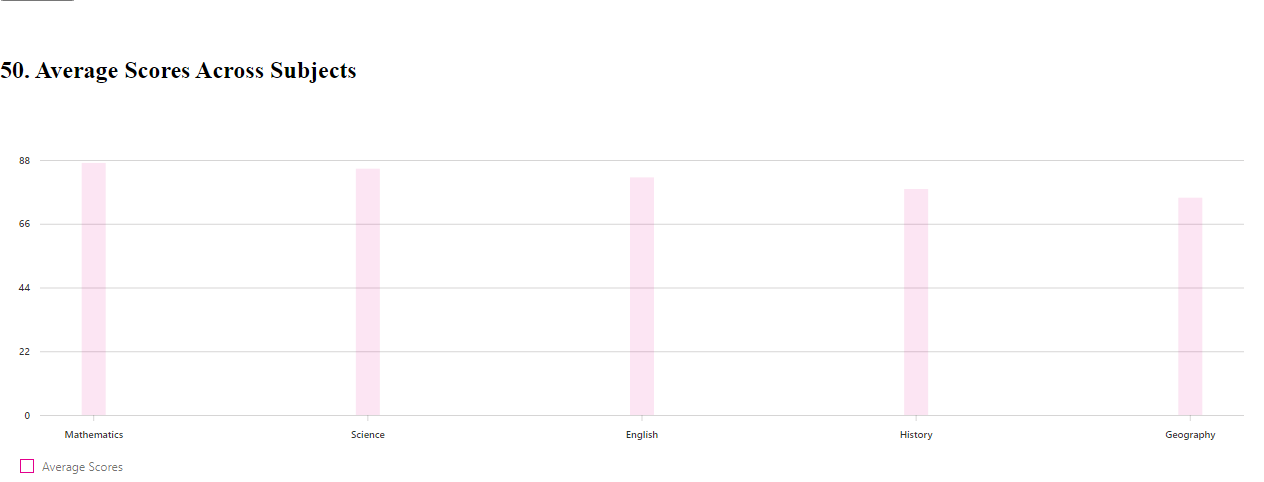 50. Average Scores Across Subjects
88
66
44
22
0
Mathematics Science English History Geography
Average Scores